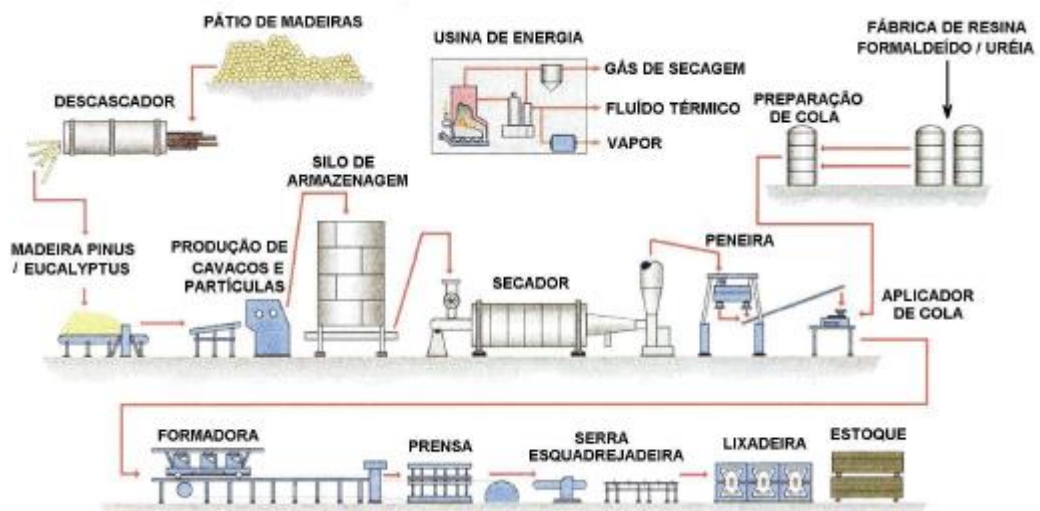 PÁTIO DE MADEIRAS
DESCASCADOR
USINA DE ENERGIA
GÁS DE SECAGEM
FLUÍDO TÉRMICO
VAPOR
FÁBRICA DE RESINA
FORMALDEÍDO / URÉIA
PREPARAÇÃO
DE COLA
SILO DE
ARMAZENAGEM
MADEIRA PINUS
/ EUCALYPTUS
PRODUÇÃO DE
CAVACOS E
PARTÍCULAS
SECADOR
PENEIRA
APLICADOR
DE COLA
FORMADORA
PRENSA
SERRA
ESQUADREJADEIRA
LIXADEIRA
ESTOQUE